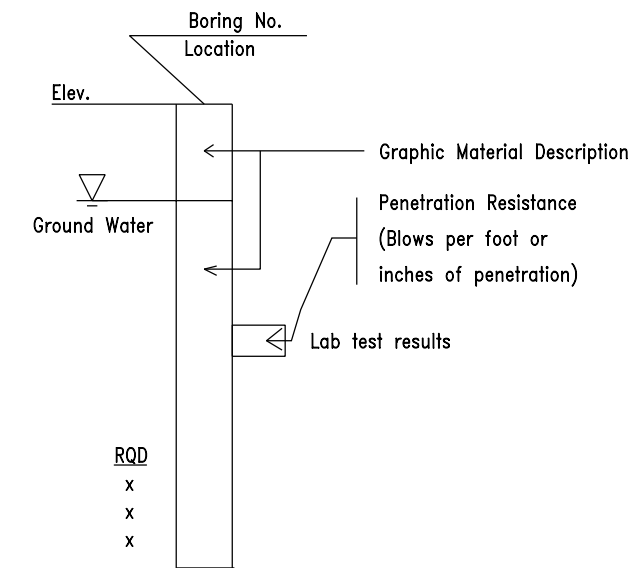 Boring No.
Location
Elev.
Graphic Material Description
Penetration Resistance
Ground Water
(Blows per foot or
inches of penetration)
Lab test results
RQD
x
x
x